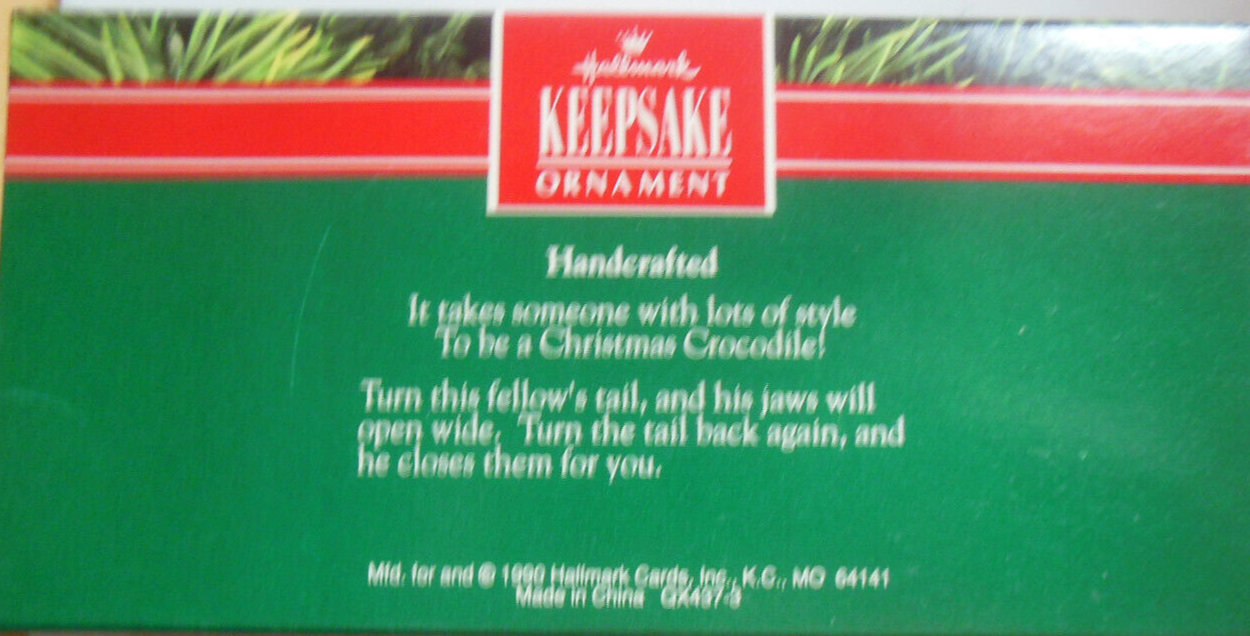 Hallmark
KEEPSAKE
ORNAMENT
Handcrafted
It takes someone with lots of style
To be a Christmas Crocodile!
Turn this fellow's tail, and his jaws will
open wide. Turn the tail back again, and
he closes them for you.
Mfd. for and © 1990 Hallmark Cards, Inc., K.C., MO 64141
Made in China QX437-3